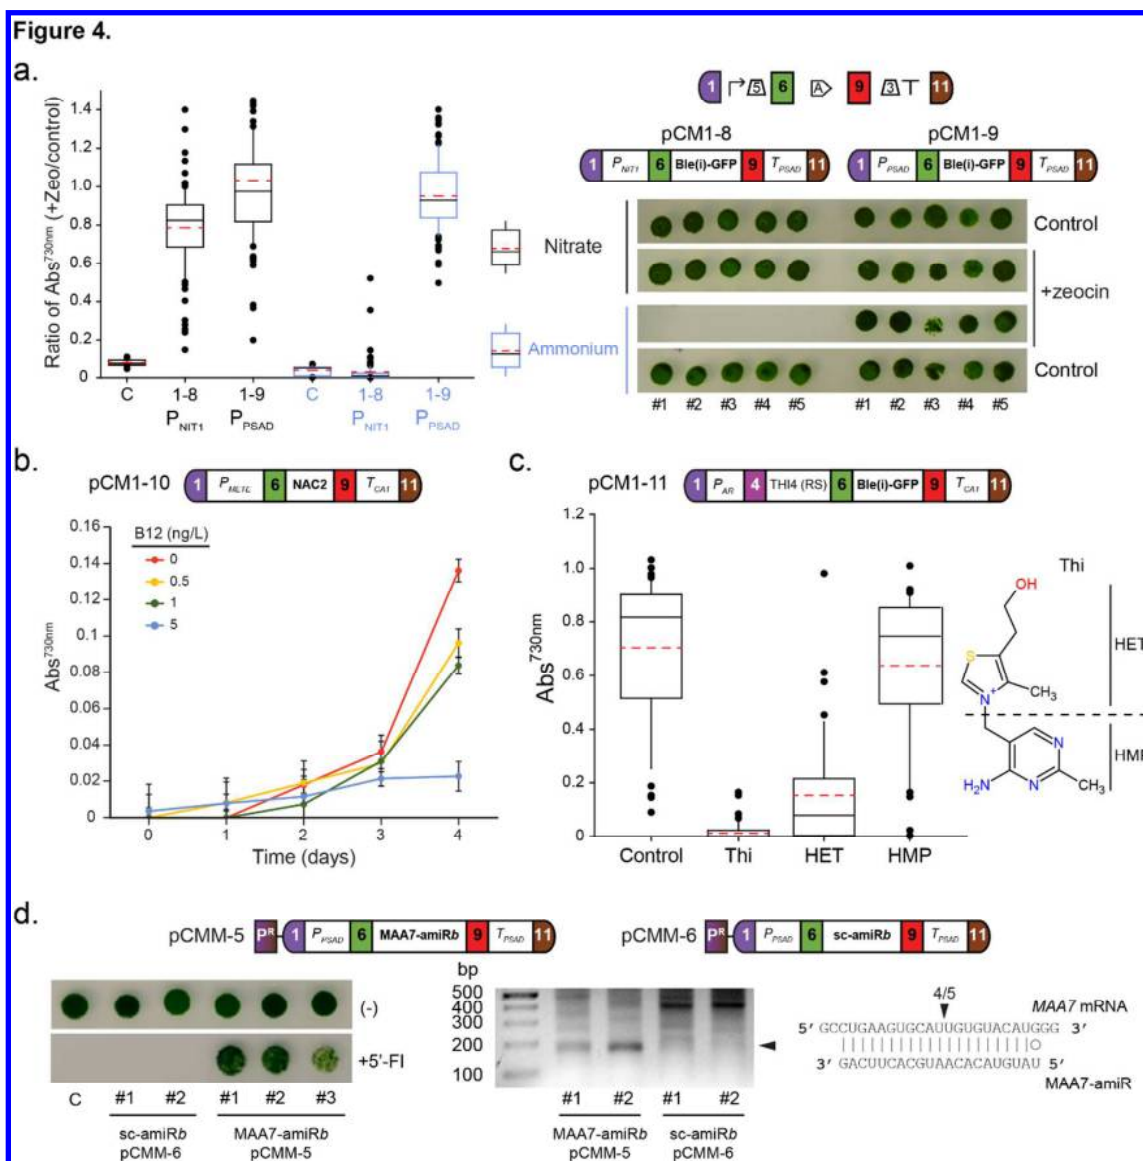 Figure 4.
a.
Ratio of Abs730nm (+Zeo/control)
1.4
1.2
1.0
0.8
0.6
0.4
0.2
0
C 1-8 1-9 C 1-8 1-9
PNIT1 PPSAD PNIT1 PPSAD
Nitrate
Ammonium
1 5 6 A 9 3 11
pCM1-8 pCM1-9
1 PNIT1 6 Ble(i)-GFP 9 TPSAD 11 1 PPSAD 6 Ble(i)-GFP 9 TPSAD 11
Control
+zeocin
Control
#1 #2 #3 #4 #5 #1 #2 #3 #4 #5
b.
pCM1-10 1 PMETE 6 NAC2 9 TCA1 11
B12 (ng/L)
0
0.5
1
5
Abs730nm
0.16
0.14
0.12
0.1
0.08
0.06
0.04
0.02
0
0 1 2 3 4
Time (days)
c.
pCM1-11 1 PAR 4 THI4 (RS) 6 Ble(i)-GFP 9 TCA1 11
Abs730nm
1.2
1.0
0.8
0.6
0.4
0.2
0
Control Thi HET HMP
Thi
OH
S
N+
CH3
HET
N
N
H2N
CH3
HMP
d.
pCMM-5 PR 1 PPSAD 6 MAA7-amiRb 9 TPSAD 11
pCMM-6 PR 1 PPSAD 6 sc-amiRb 9 TPSAD 11
(-)
+5'-FI
C #1 #2 #1 #2 #3
sc-amiRb MAA7-amiRb
pCMM-6 pCMM-5
bp
500
400
300
200
100
#1 #2 #1 #2
MAA7-amiRb sc-amiRb
pCMM-5 pCMM-6
4/5
MAA7 mRNA
5' GCCUGAAGUGCAUUGUGUACAUGGG 3'
3' GACUUCACGUAACACAUGUAU 5'
MAA7-amiR